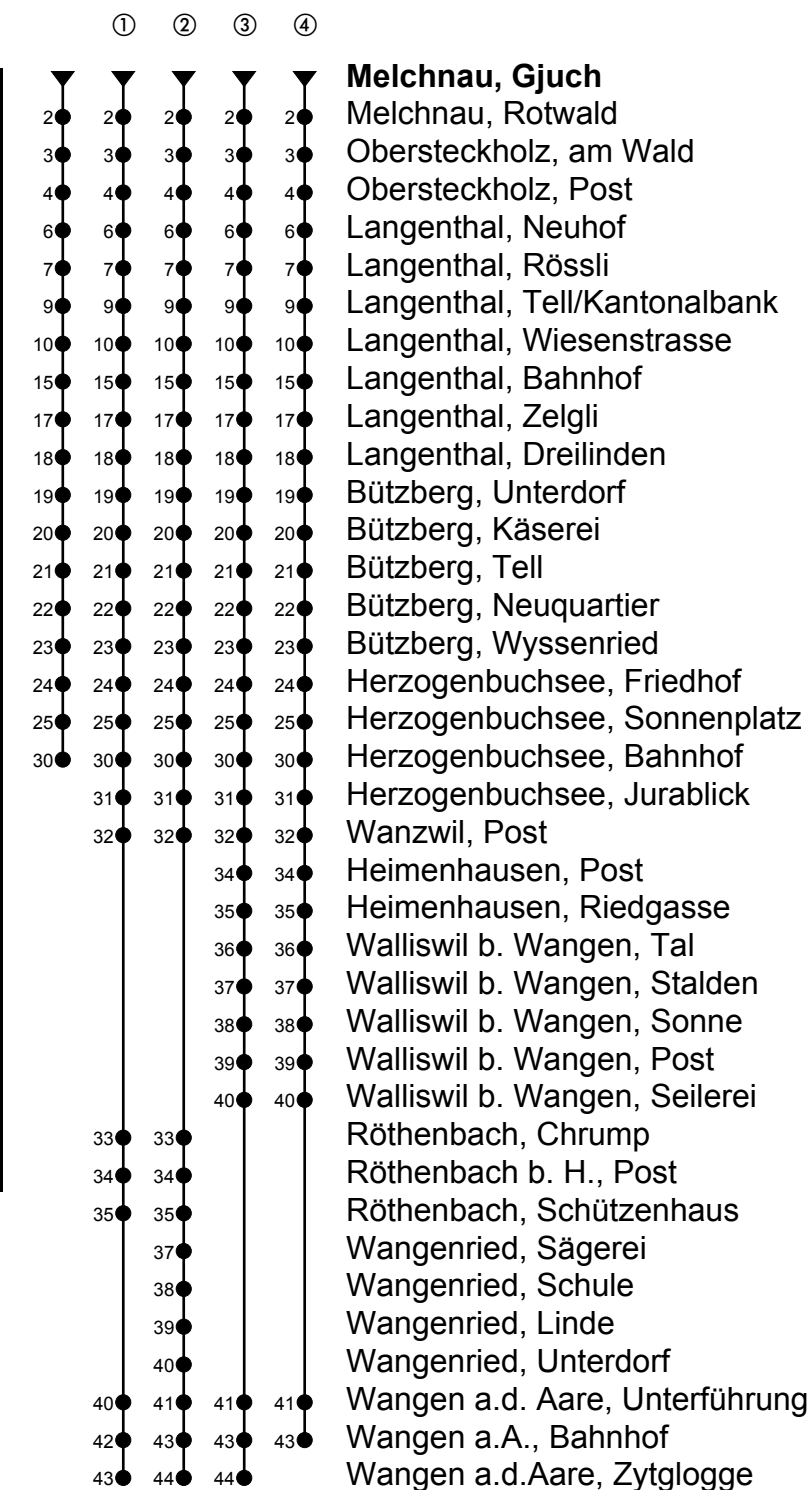 ① ② ③ ④
Melchnau, Gjuch
2 2 2 2 2 Melchnau, Rotwald
3 3 3 3 3 Obersteckholz, am Wald
4 4 4 4 4 Obersteckholz, Post
6 6 6 6 6 Langenthal, Neuhof
7 7 7 7 7 Langenthal, Rössli
9 9 9 9 9 Langenthal, Tell/Kantonalbank
10 10 10 10 10 Langenthal, Wiesenstrasse
15 15 15 15 15 Langenthal, Bahnhof
17 17 17 17 17 Langenthal, Zelgli
18 18 18 18 18 Langenthal, Dreilinden
19 19 19 19 19 Bützberg, Unterdorf
20 20 20 20 20 Bützberg, Käserei
21 21 21 21 21 Bützberg, Tell
22 22 22 22 22 Bützberg, Neuquartier
23 23 23 23 23 Bützberg, Wyssenried
24 24 24 24 24 Herzogenbuchsee, Friedhof
25 25 25 25 25 Herzogenbuchsee, Sonnenplatz
30 30 30 30 30 Herzogenbuchsee, Bahnhof
31 31 31 31 Herzogenbuchsee, Jurablick
32 32 32 32 Wanzwil, Post
34 34 Heimenhausen, Post
35 35 Heimenhausen, Riedgasse
36 36 Walliswil b. Wangen, Tal
37 37 Walliswil b. Wangen, Stalden
38 38 Walliswil b. Wangen, Sonne
39 39 Walliswil b. Wangen, Post
40 40 Walliswil b. Wangen, Seilerei
33 33 Röthenbach, Chrump
34 34 Röthenbach b. H., Post
35 35 Röthenbach, Schützenhaus
37 Wangenried, Sägerei
38 Wangenried, Schule
39 Wangenried, Linde
40 Wangenried, Unterdorf
40 41 41 41 Wangen a.d. Aare, Unterführung
42 43 43 43 Wangen a.A., Bahnhof
43 44 44 Wangen a.d.Aare, Zytglogge